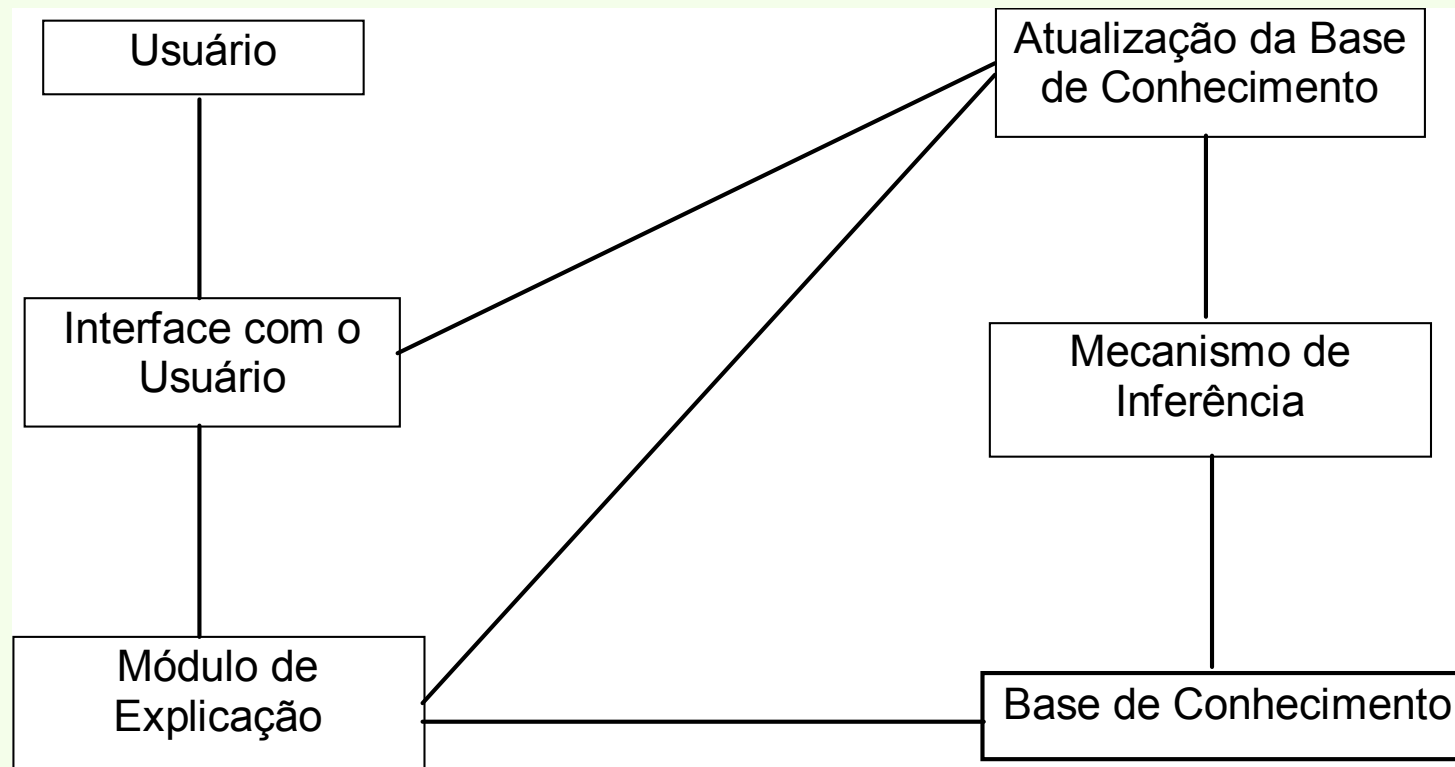 Usuário
Atualização da Base
de Conhecimento
Interface com o
Usuário
Mecanismo de
Inferência
Módulo de
Explicação
Base de Conhecimento